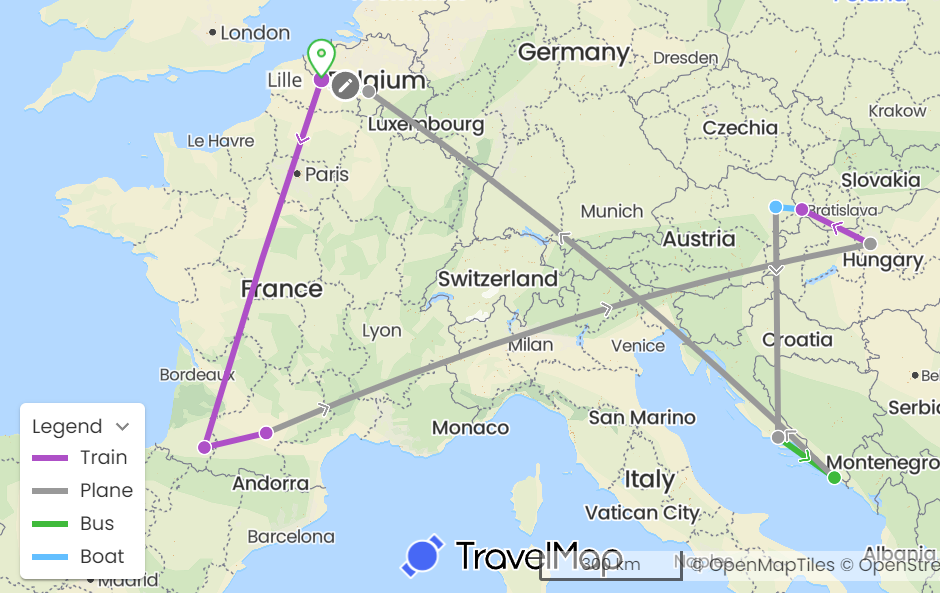 London
Germany
Dresden
Lille
Belgium
Krakow
Luxembourg
Czechia
Le Havre
Paris
Slovakia
Munich
Bratislava
Austria
Hungary
Switzerland
France
Lyon
Milan
Venice
Croatia
Bordeaux
Be
Serbi
San Marino
Monaco
Legend
Train
Plane
Bus
Boat
Andorra
Italy
Montenegro
Vatican City
Barcelona
TravelMap
Naples
Albania
300 km
© OpenMapTiles © OpenStre
Madrid